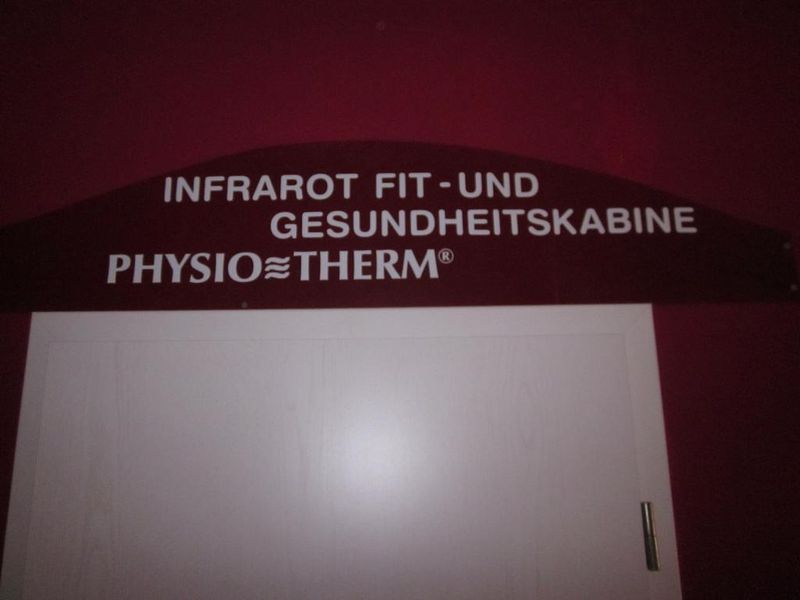 INFRAROT FIT-UND
GESUNDHEITSKABINE
PHYSIO≋THERM®